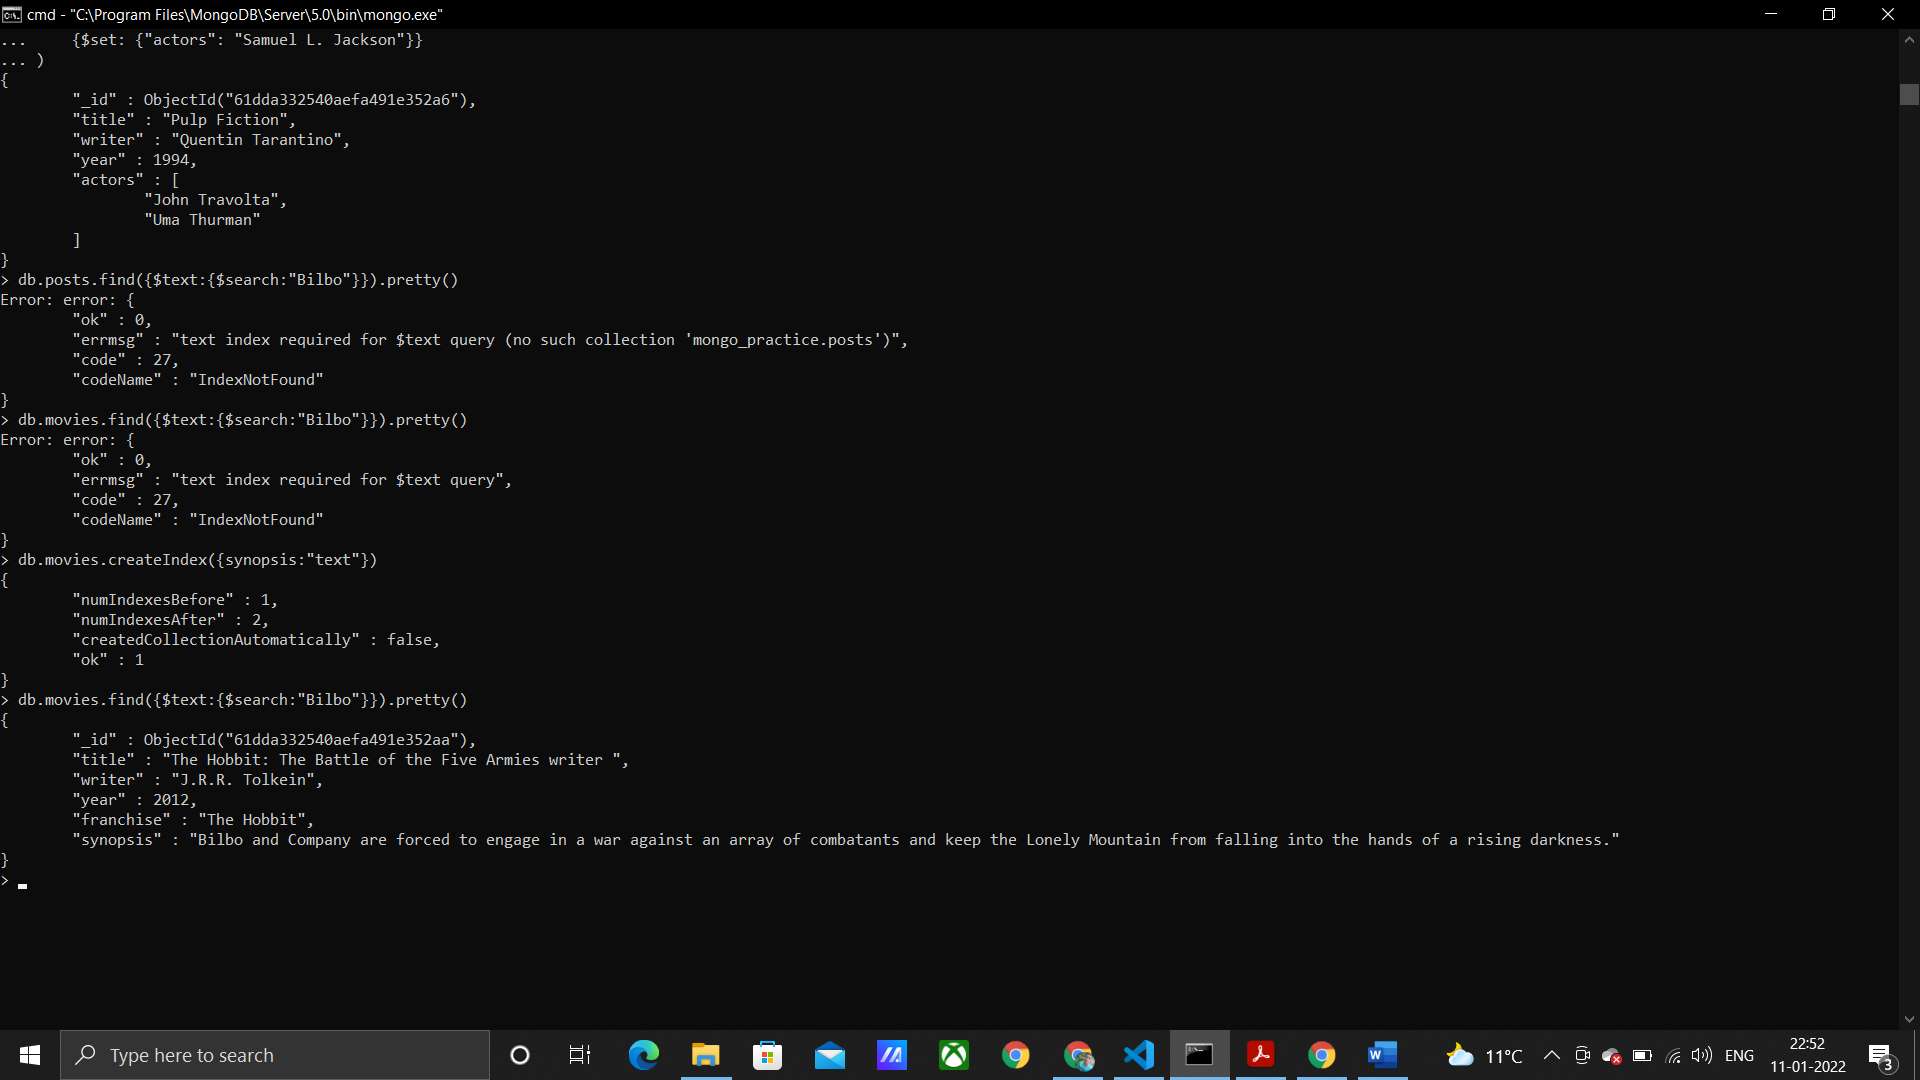 cmd - "C:\Program Files\MongoDB\Server\5.0\bin\mongo.exe"
...     {$set: {"actors": "Samuel L. Jackson"}}
... )
{
        "_id" : ObjectId("61dda332540aefa491e352a6"),
        "title" : "Pulp Fiction",
        "writer" : "Quentin Tarantino",
        "year" : 1994,
        "actors" : [
                "John Travolta",
                "Uma Thurman"
        ]
}
> db.posts.find({$text:{$search:"Bilbo"}}).pretty()
Error: error: {
        "ok" : 0,
        "errmsg" : "text index required for $text query (no such collection 'mongo_practice.posts')",
        "code" : 27,
        "codeName" : "IndexNotFound"
}
> db.movies.find({$text:{$search:"Bilbo"}}).pretty()
Error: error: {
        "ok" : 0,
        "errmsg" : "text index required for $text query",
        "code" : 27,
        "codeName" : "IndexNotFound"
}
> db.movies.createIndex({synopsis:"text"})
{
        "numIndexesBefore" : 1,
        "numIndexesAfter" : 2,
        "createdCollectionAutomatically" : false,
        "ok" : 1
}
> db.movies.find({$text:{$search:"Bilbo"}}).pretty()
{
        "_id" : ObjectId("61dda332540aefa491e352aa"),
        "title" : "The Hobbit: The Battle of the Five Armies writer ",
        "writer" : "J.R.R. Tolkein",
        "year" : 2012,
        "franchise" : "The Hobbit",
        "synopsis" : "Bilbo and Company are forced to engage in a war against an array of combatants and keep the Lonely Mountain from falling into the hands of a rising darkness."
}
>
Type here to search
11°C
ENG
22:52
11-01-2022
3